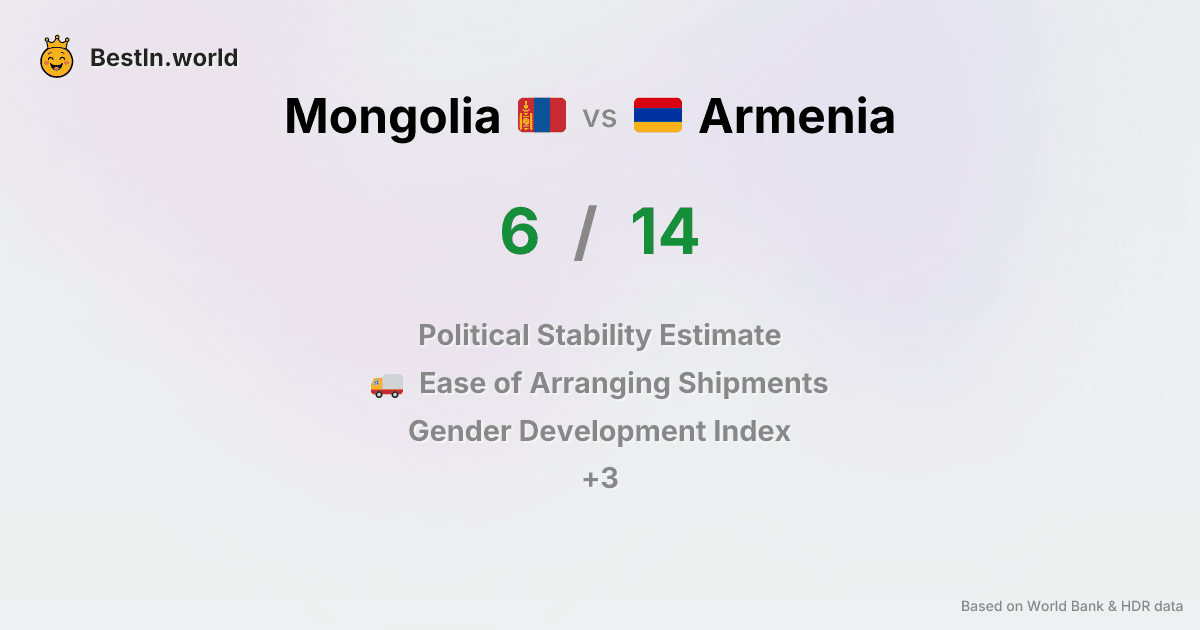 BestIn.world
Mongolia vs Armenia
6 / 14
Political Stability Estimate
Ease of Arranging Shipments
Gender Development Index
+3
Based on World Bank & HDR data